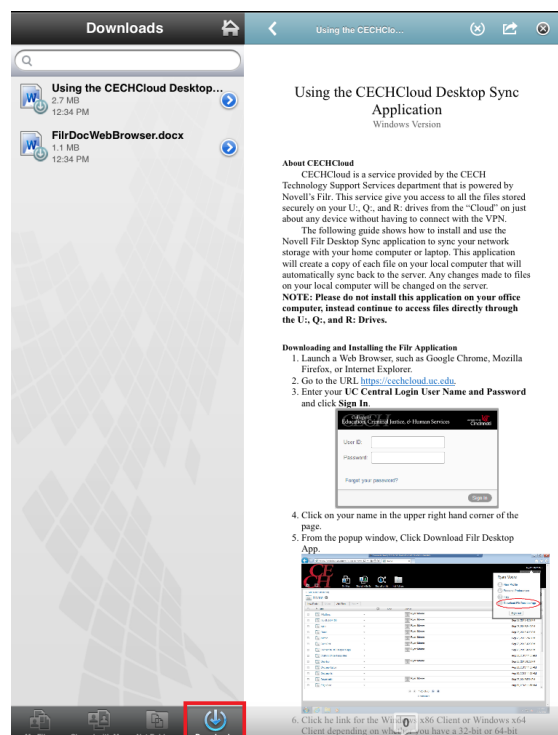 Downloads
Using the CECHCloud Desktop...
2.7 MB
12:34 PM
FilrDocWebBrowser.docx
1.1 MB
12:34 PM
Using the CECHClo...
Using the CECHCloud Desktop Sync
Application
Windows Version
About CECHCloud
CECHCloud is a service provided by the CECH
Technology Support Services department that is powered by
Novell's Filr. This service give you access to all the files stored
securely on your U:, Q:, and R: drives from the "Cloud" on just
about any device without having to connect with the VPN.
The following guide shows how to install and use the
Novell Filr Desktop Sync application to sync your network
storage with your home computer or laptop. This application
will create a copy of each file on your local computer that will
automatically sync back to the server. Any changes made to files
on your local computer will be changed on the server.
NOTE: Please do not install this application on your office
computer, instead continue to access files directly through
the U:, Q:, and R: Drives.
Downloading and Installing the Filr Application
1. Launch a Web Browser, such as Google Chrome, Mozilla
Firefox, or Internet Explorer.
2. Go to the URL https://cechcloud.uc.edu.
3. Enter your UC Central Login User Name and Password
and click Sign In.
Education, Criminal Justice, & Human Services
Cincinnati
User ID:
Password:
Forgot your password?
Sign In
4. Click on your name in the upper right hand corner of the
page.
5. From the popup window, Click Download Filr Desktop
App.
CECH
6. Click he link for the Windows x86 Client or Windows x64
Client depending on you have a 32-bit or 64-bit
0